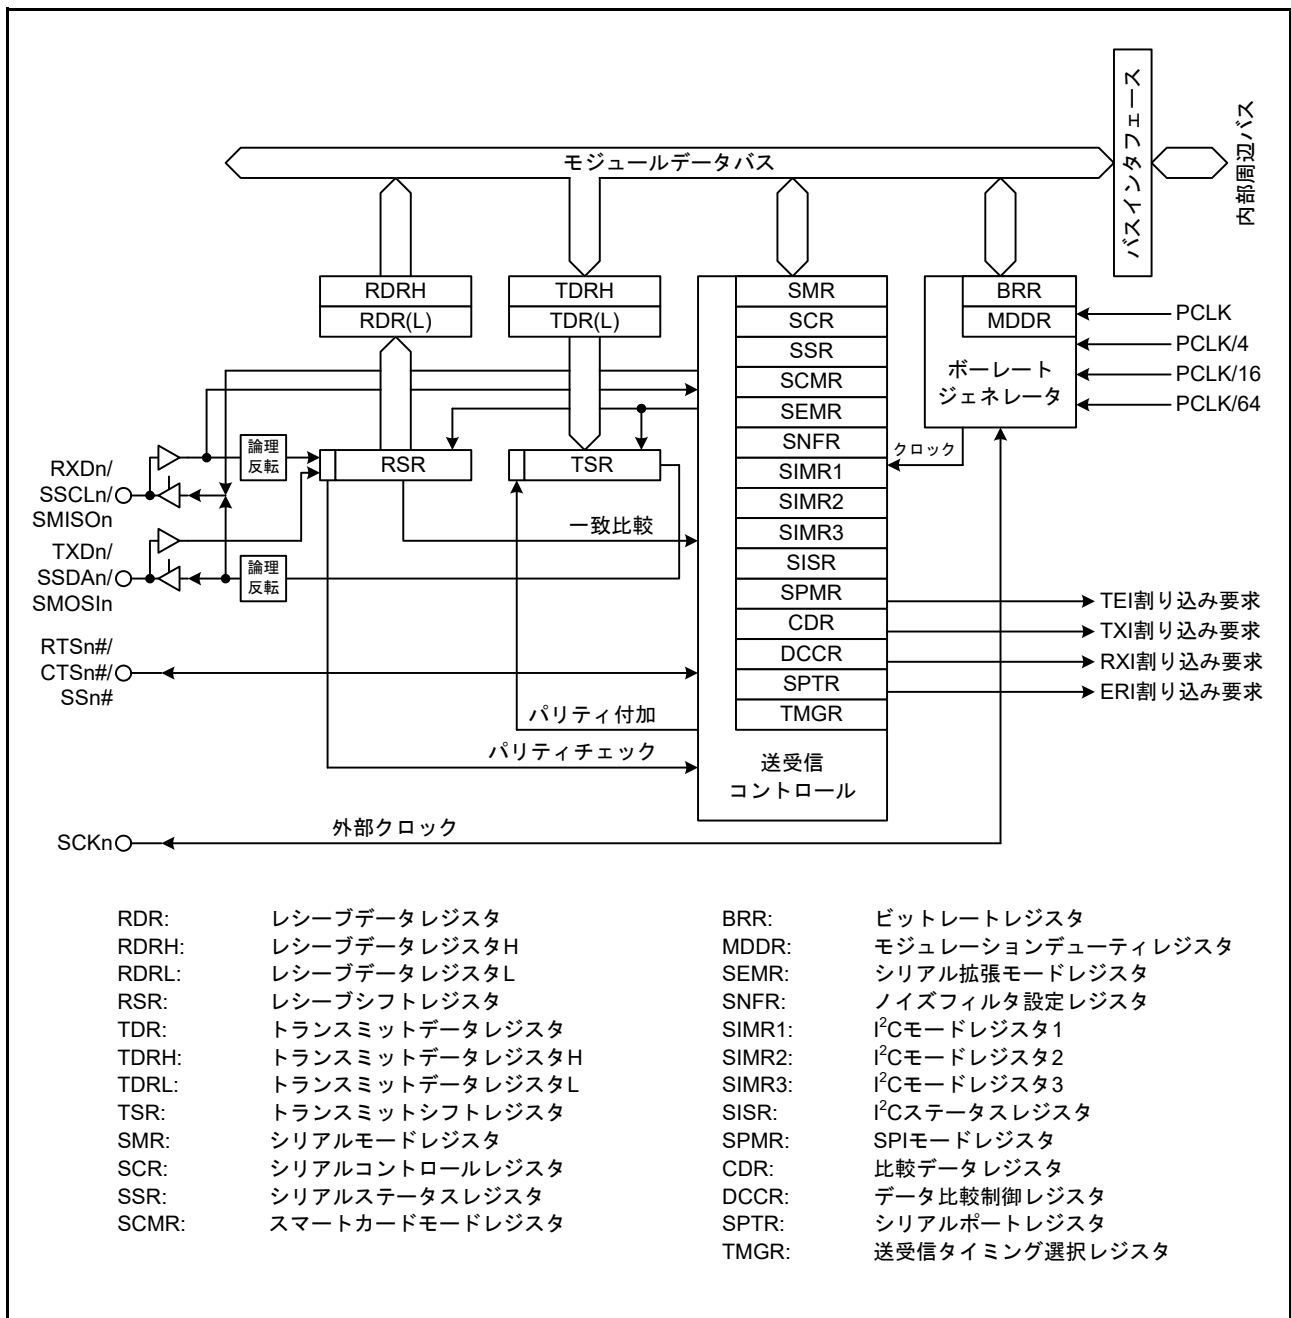 モジュールデータバス
バスインタフェース
内部周辺バス
RDRH
RDR(L)
TDRH
TDR(L)
SMR
SCR
SSR
SCMR
SEMR
SNFR
SIMR1
SIMR2
SIMR3
SISR
SPMR
CDR
DCCR
SPTR
TMGR
送受信
コントロール
BRR
MDDR
ボーレート
ジェネレータ
PCLK
PCLK/4
PCLK/16
PCLK/64
クロック
RXDn/
SSCLn/
SMISOn
論理
反転
RSR
TSR
一致比較
TXDn/
SSDAn/
SMOSIn
論理
反転
RTSn#/
CTSn#/
SSn#
パリティ付加
パリティチェック
TEI割り込み要求
TXI割り込み要求
RXI割り込み要求
ERI割り込み要求
外部クロック
SCKn
RDR: レシーブデータレジスタ
RDRH: レシーブデータレジスタH
RDRL: レシーブデータレジスタL
RSR: レシーブシフトレジスタ
TDR: トランスミットデータレジスタ
TDRH: トランスミットデータレジスタH
TDRL: トランスミットデータレジスタL
TSR: トランスミットシフトレジスタ
SMR: シリアルモードレジスタ
SCR: シリアルコントロールレジスタ
SSR: シリアルステータスレジスタ
SCMR: スマートカードモードレジスタ
BRR: ビットレートレジスタ
MDDR: モジュレーションデューティレジスタ
SEMR: シリアル拡張モードレジスタ
SNFR: ノイズフィルタ設定レジスタ
SIMR1: I²Cモードレジスタ1
SIMR2: I²Cモードレジスタ2
SIMR3: I²Cモードレジスタ3
SISR: I²Cステータスレジスタ
SPMR: SPIモードレジスタ
CDR: 比較データレジスタ
DCCR: データ比較制御レジスタ
SPTR: シリアルポートレジスタ
TMGR: 送受信タイミング選択レジスタ